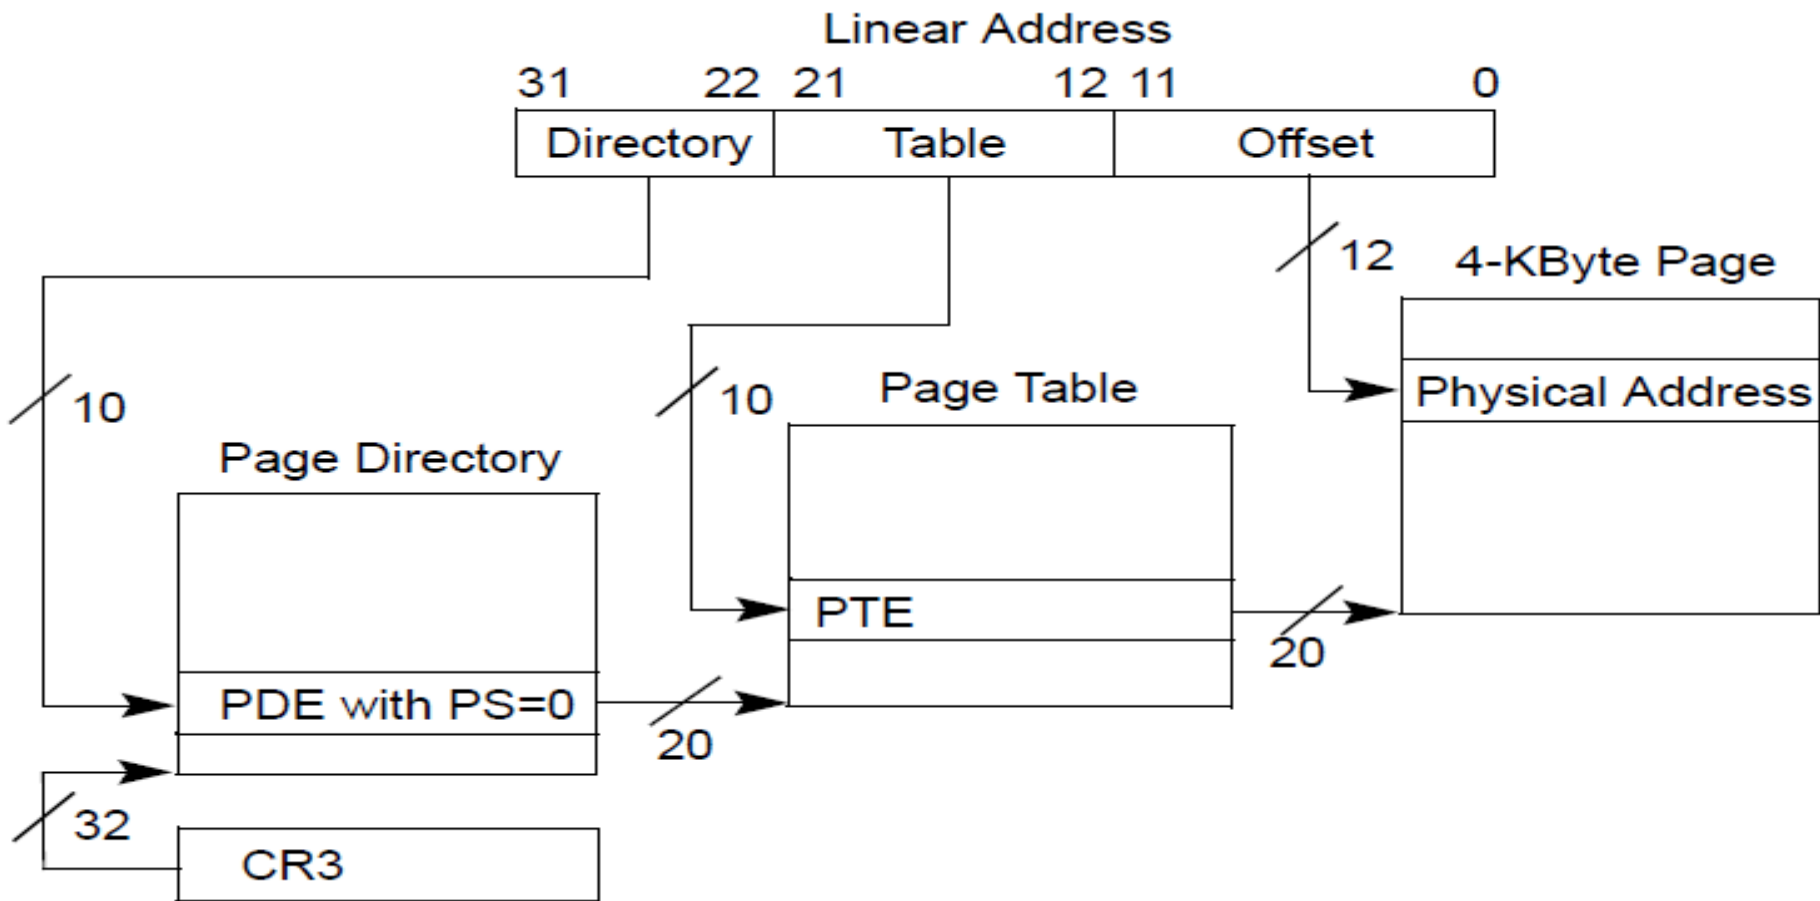 Linear Address
31 22 21 12 11 0
Directory Table Offset
12
4-KByte Page
10
10
Page Table
Physical Address
Page Directory
PTE
20
PDE with PS=0
20
32
CR3